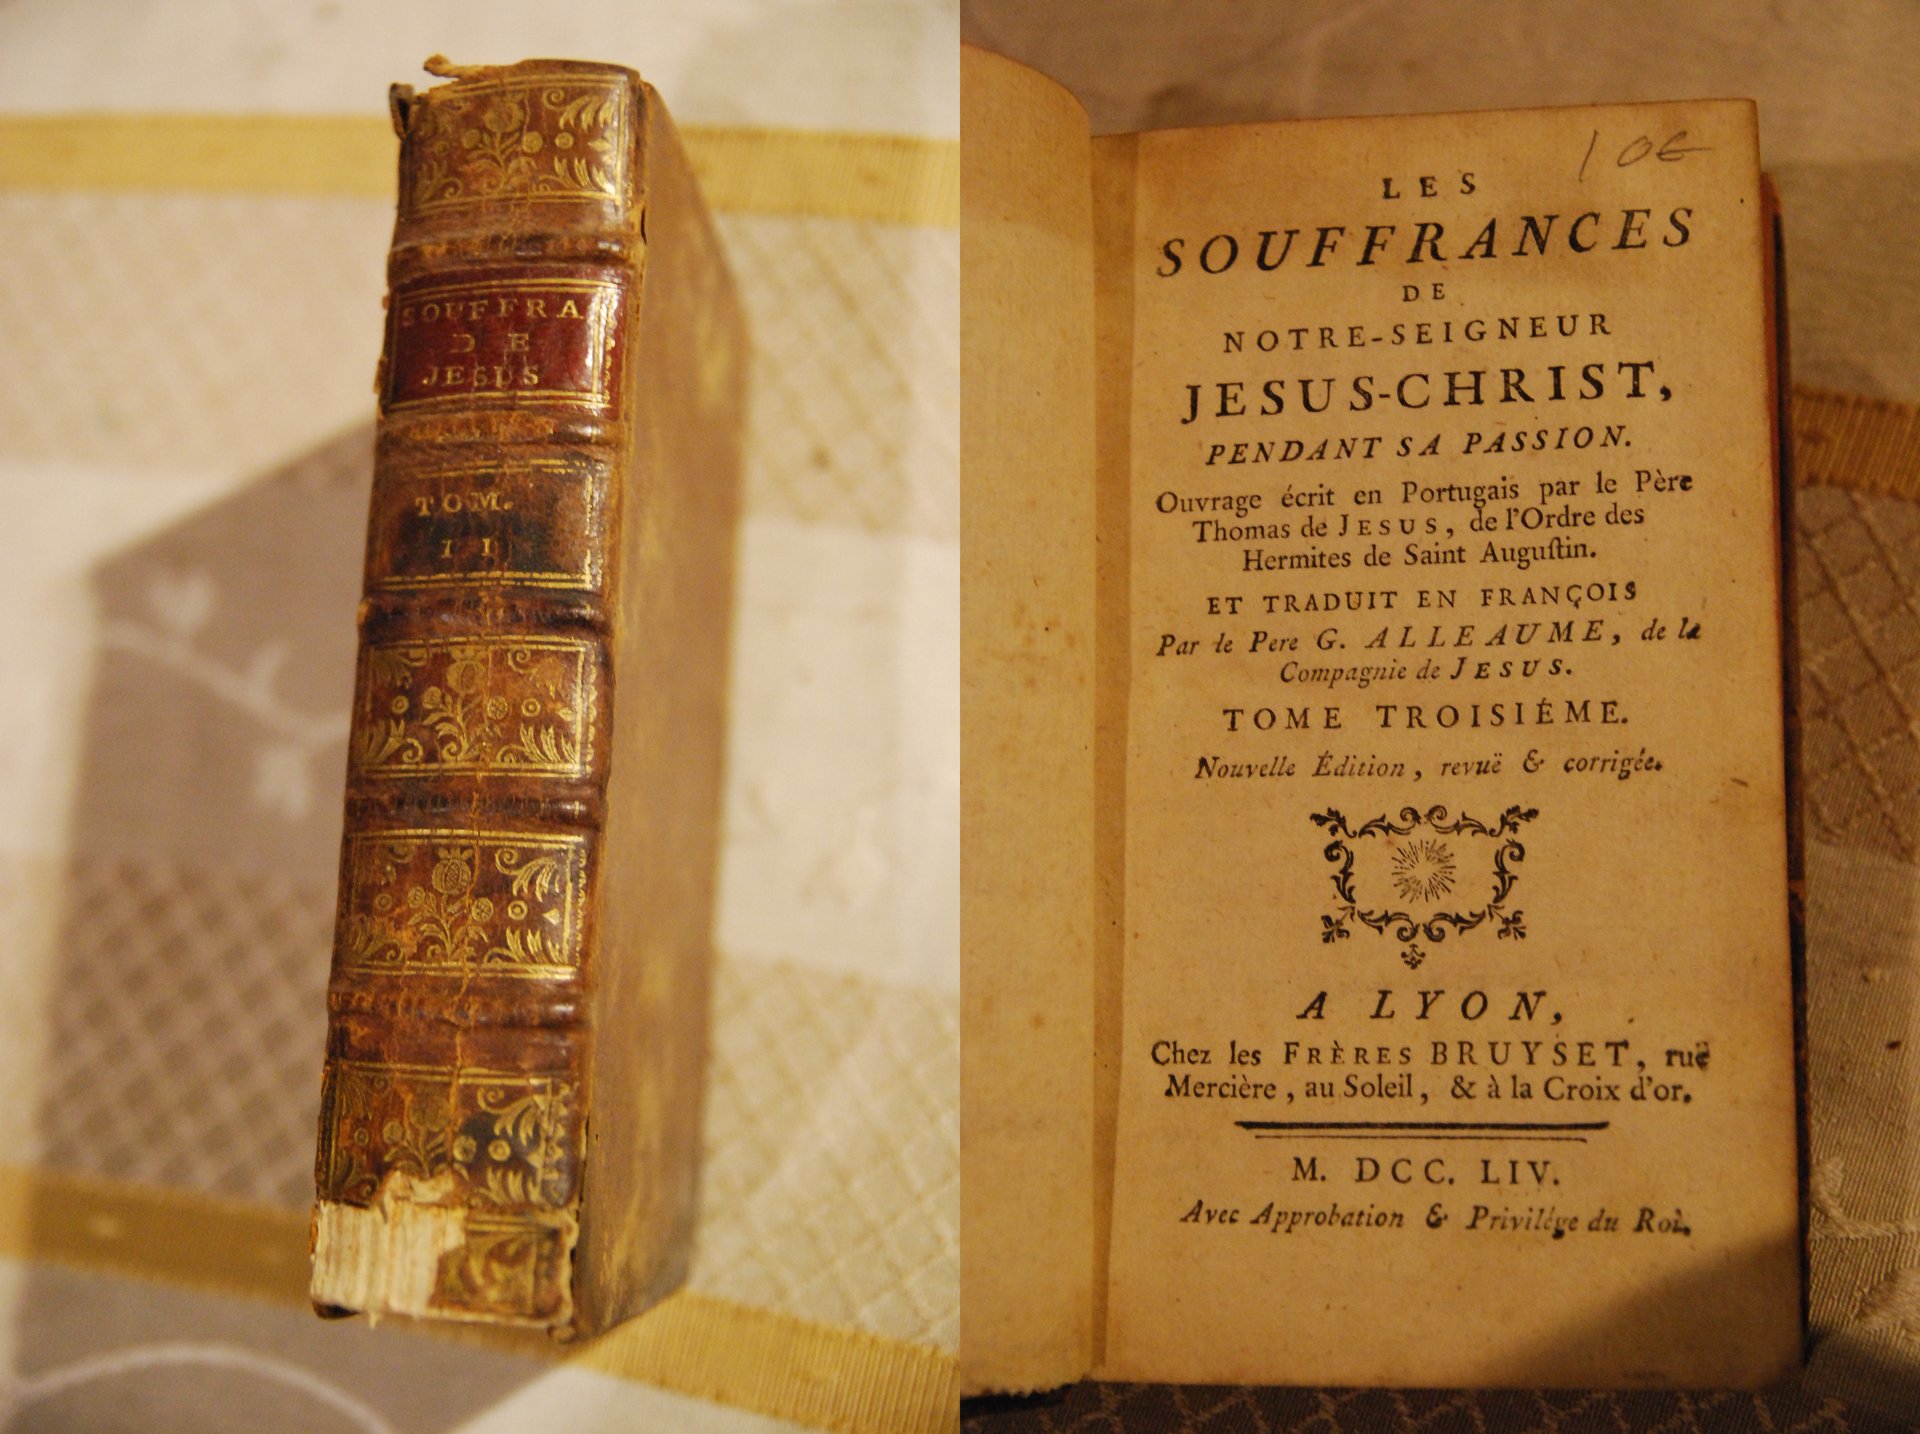 SOUFFRA
DE
JESUS
TOM.
II
10€
LES
SOUFFRANCES
DE
NOTRE-SEIGNEUR
JESUS-CHRIST,
PENDANT SA PASSION.
Ouvrage écrit en Portugais par le Père
Thomas de JESUS, de l'Ordre des
Hermites de Saint Auguſtin.
ET TRADUIT EN FRANÇOIS
Par le Pere G. ALLEAUME, de la
Compagnie de JESUS.
TOME TROISIÉME.
Nouvelle Édition, revuë & corrigée.
A LYON,
Chez les FRÈRES BRUYSET, ruë
Mercière, au Soleil, & à la Croix d'or.
M. DCC. LIV.
Avec Approbation & Privilége du Roi.